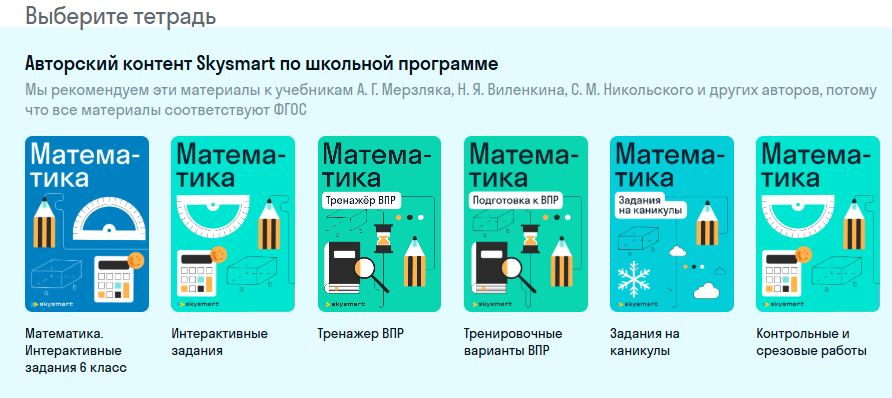 Выберите тетрадь
Авторский контент Skysmart по школьной программе
Мы рекомендуем эти материалы к учебникам А. Г. Мерзляка, Н. Я. Виленкина, С. М. Никольского и других авторов, потому
что все материалы соответствуют ФГОС
Матема-
тика
skysmart
Матема-
тика
skysmart
Матема-
тика
Тренажёр ВПР
skysmart
Матема-
тика
Подготовка к ВПР
skysmart
Матема-
тика
Задания
на каникулы
skysmart
Матема-
тика
skysmart
Математика.
Интерактивные
задания 6 класс
Интерактивные
задания
Тренажер ВПР
Тренировочные
варианты ВПР
Задания на
каникулы
Контрольные и
срезовые работы